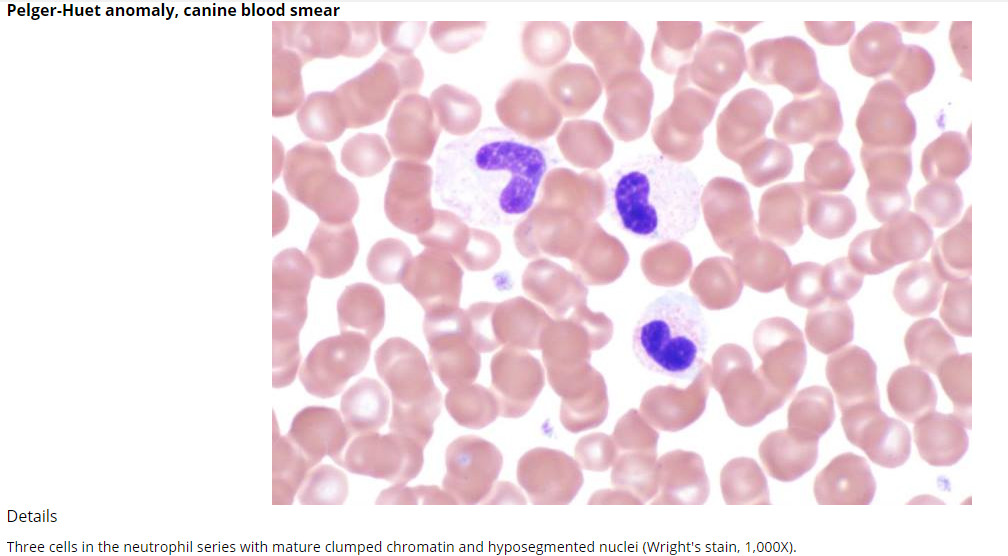 Pelger-Huet anomaly, canine blood smear
Details
Three cells in the neutrophil series with mature clumped chromatin and hyposegmented nuclei (Wright's stain, 1,000X).